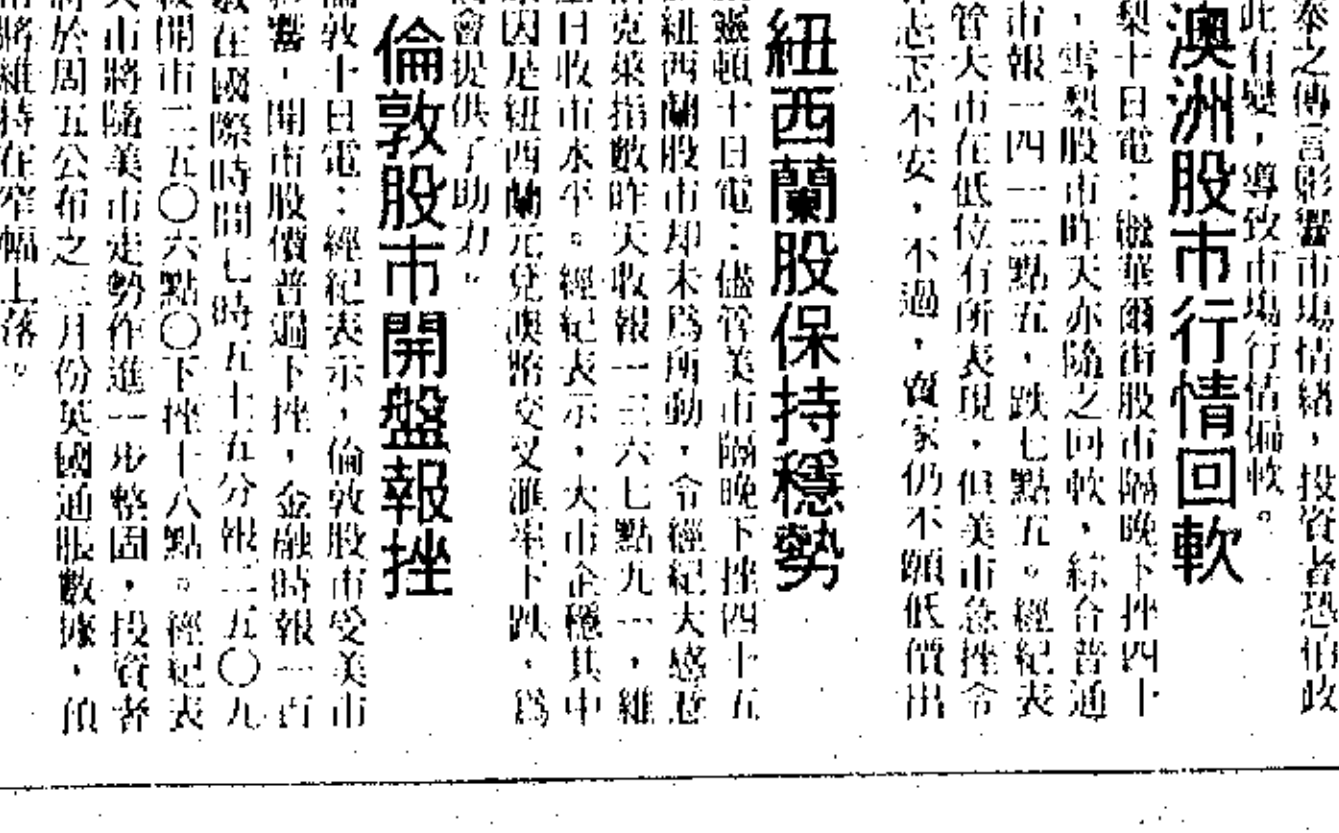 泰之傳言影響市場情緒，投資者恐怕政
此有變，導致市場行情偏軟。
澳洲股市行情回軟
梨十日電：儘華爾街股市隔晚下挫四十
，雪梨股市昨天亦隨之回軟，綜合普通
市報一四一三點五，跌七點五。經紀表
管大市在低位有所表現，但美市急挫令
忐忑不安，不過，賣家仍不願低價出
紐西蘭股保持穩勢
靈頓十日電：儘管美市隔晚下挫四十五
紐西蘭股市却未爲所動，令經紀大感惹
克萊指數昨天收報一三六七點九一，維
日收市水平。經紀表示，大市企穩其中
因是紐西蘭元兌澳將交叉滙率下跌，爲
會提供了助力。
倫敦股市開盤報挫
敦十日電：經紀表示，倫敦股市受美市
影響，開市股價普遍下挫，金融時報一百
數在國際時間七時五十五分報二五〇九
開市二五〇六點〇下挫十八點。經紀表
大市將隨美市走勢作進一步整固，投資者
將於周五公布之三月份英國通脹數據，預
將維持在窄幅上落。